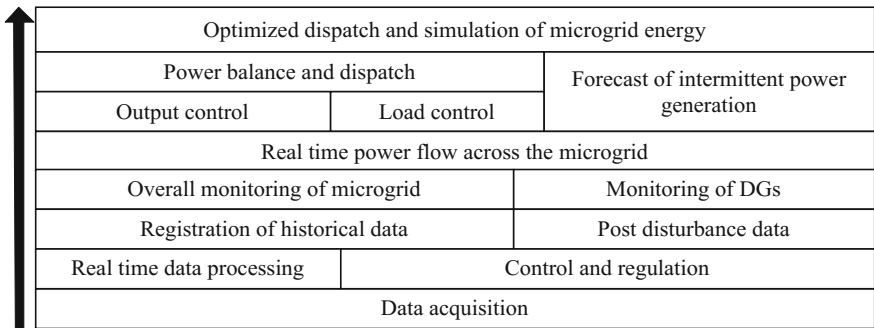 Optimized dispatch and simulation of microgrid energy
Power balance and dispatch
Forecast of intermittent power
generation
Output control
Load control
Real time power flow across the microgrid
Overall monitoring of microgrid
Monitoring of DGs
Registration of historical data
Post disturbance data
Real time data processing
Control and regulation
Data acquisition